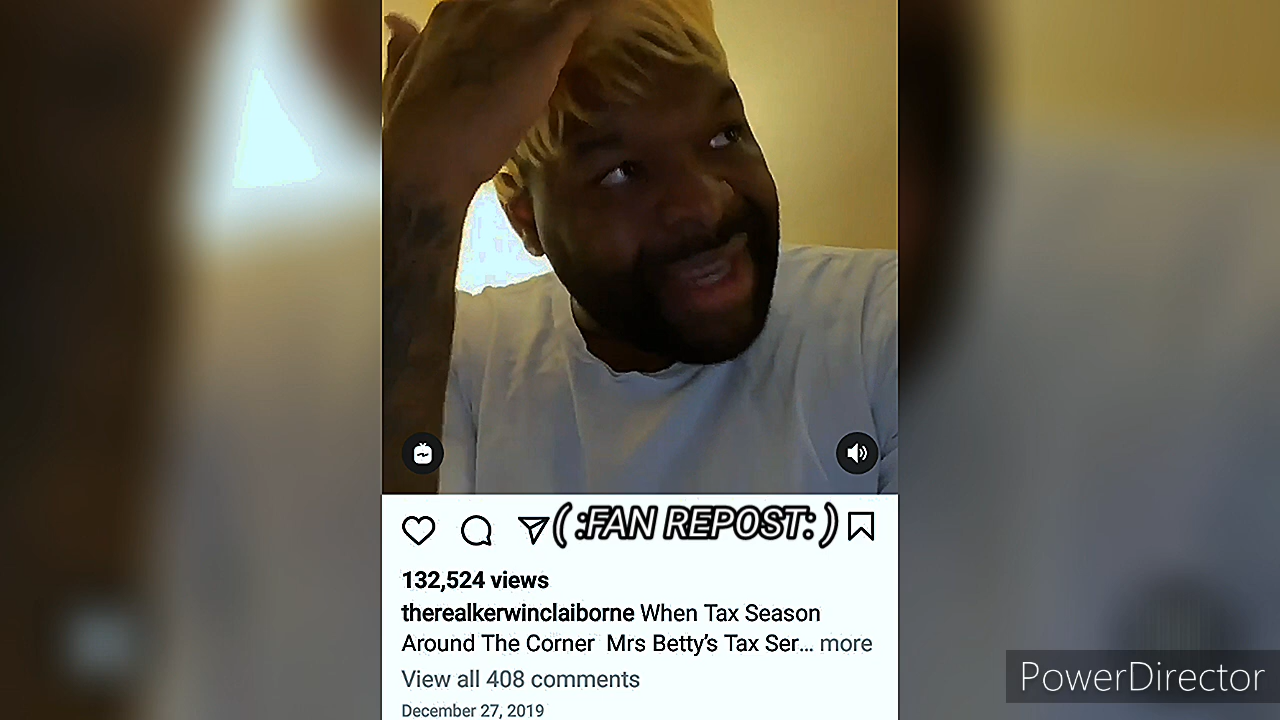 ( :FAN REPOST: )
132,524 views
therealkerwinclaiborne When Tax Season
Around The Corner Mrs Betty’s Tax Ser... more
View all 408 comments
December 27, 2019
PowerDirector